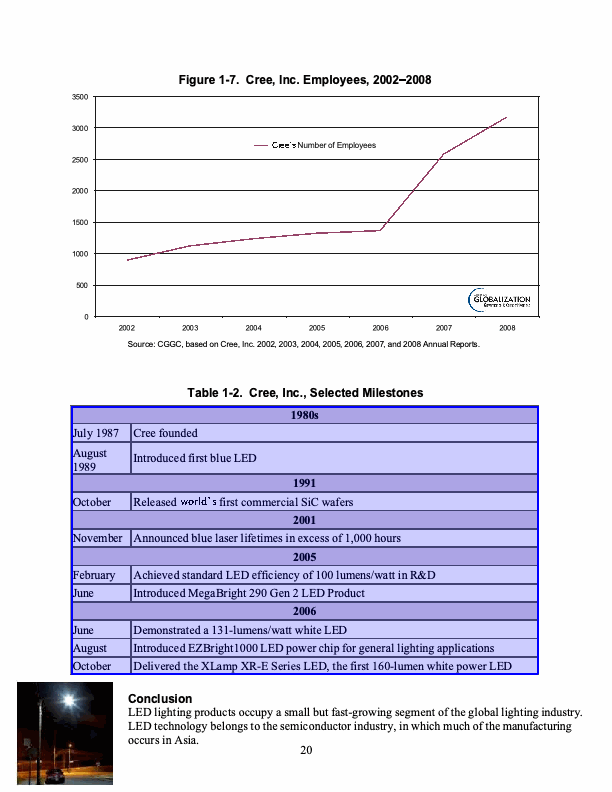 Figure 1-7. Cree, Inc. Employees, 2002–2008
3500
3000
2500
2000
1500
1000
500
0
Cree's Number of Employees
GLOBALIZATION
2002 2003 2004 2005 2006 2007 2008
Source: CGGC, based on Cree, Inc. 2002, 2003, 2004, 2005, 2006, 2007, and 2008 Annual Reports.
Table 1-2. Cree, Inc., Selected Milestones
1980s
July 1987 Cree founded
August
1989
Introduced first blue LED
1991
October Released world's first commercial SiC wafers
2001
November Announced blue laser lifetimes in excess of 1,000 hours
2005
February Achieved standard LED efficiency of 100 lumens/watt in R&D
June Introduced MegaBright 290 Gen 2 LED Product
2006
June Demonstrated a 131-lumens/watt white LED
August Introduced EZBright1000 LED power chip for general lighting applications
October Delivered the XLamp XR-E Series LED, the first 160-lumen white power LED
Conclusion
LED lighting products occupy a small but fast-growing segment of the global lighting industry.
LED technology belongs to the semiconductor industry, in which much of the manufacturing
occurs in Asia.
20